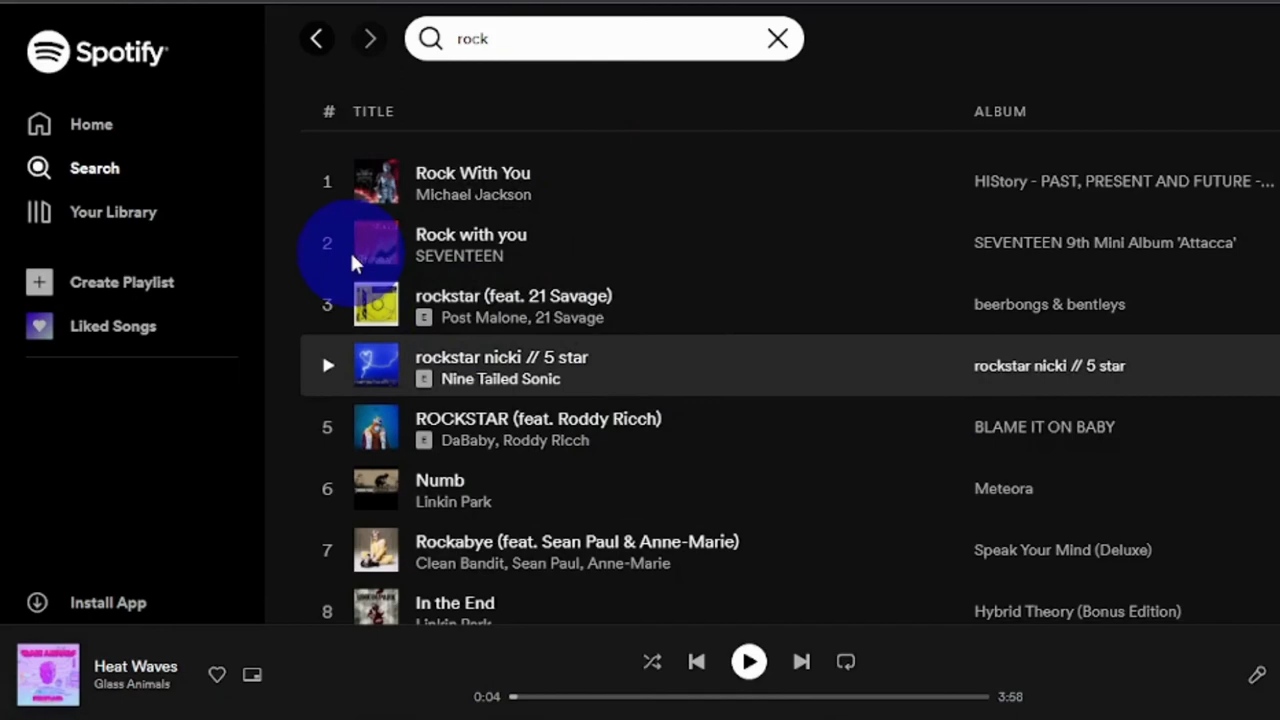 Spotify®
Home
Search
Your Library
Create Playlist
Liked Songs
Install App
rock
# TITLE ALBUM
1 Rock With You HIStory - PAST, PRESENT AND FUTURE -...
Michael Jackson
2 Rock with you SEVENTEEN 9th Mini Album 'Attacca'
SEVENTEEN
3 rockstar (feat. 21 Savage) beerbongs & bentleys
E Post Malone, 21 Savage
rockstar nicki // 5 star rockstar nicki // 5 star
E Nine Tailed Sonic
5 ROCKSTAR (feat. Roddy Ricch) BLAME IT ON BABY
E DaBaby, Roddy Ricch
6 Numb Meteora
Linkin Park
7 Rockabye (feat. Sean Paul & Anne-Marie) Speak Your Mind (Deluxe)
Clean Bandit, Sean Paul, Anne-Marie
8 In the End Hybrid Theory (Bonus Edition)
Linkin Park
Heat Waves
Glass Animals
0:04 3:58